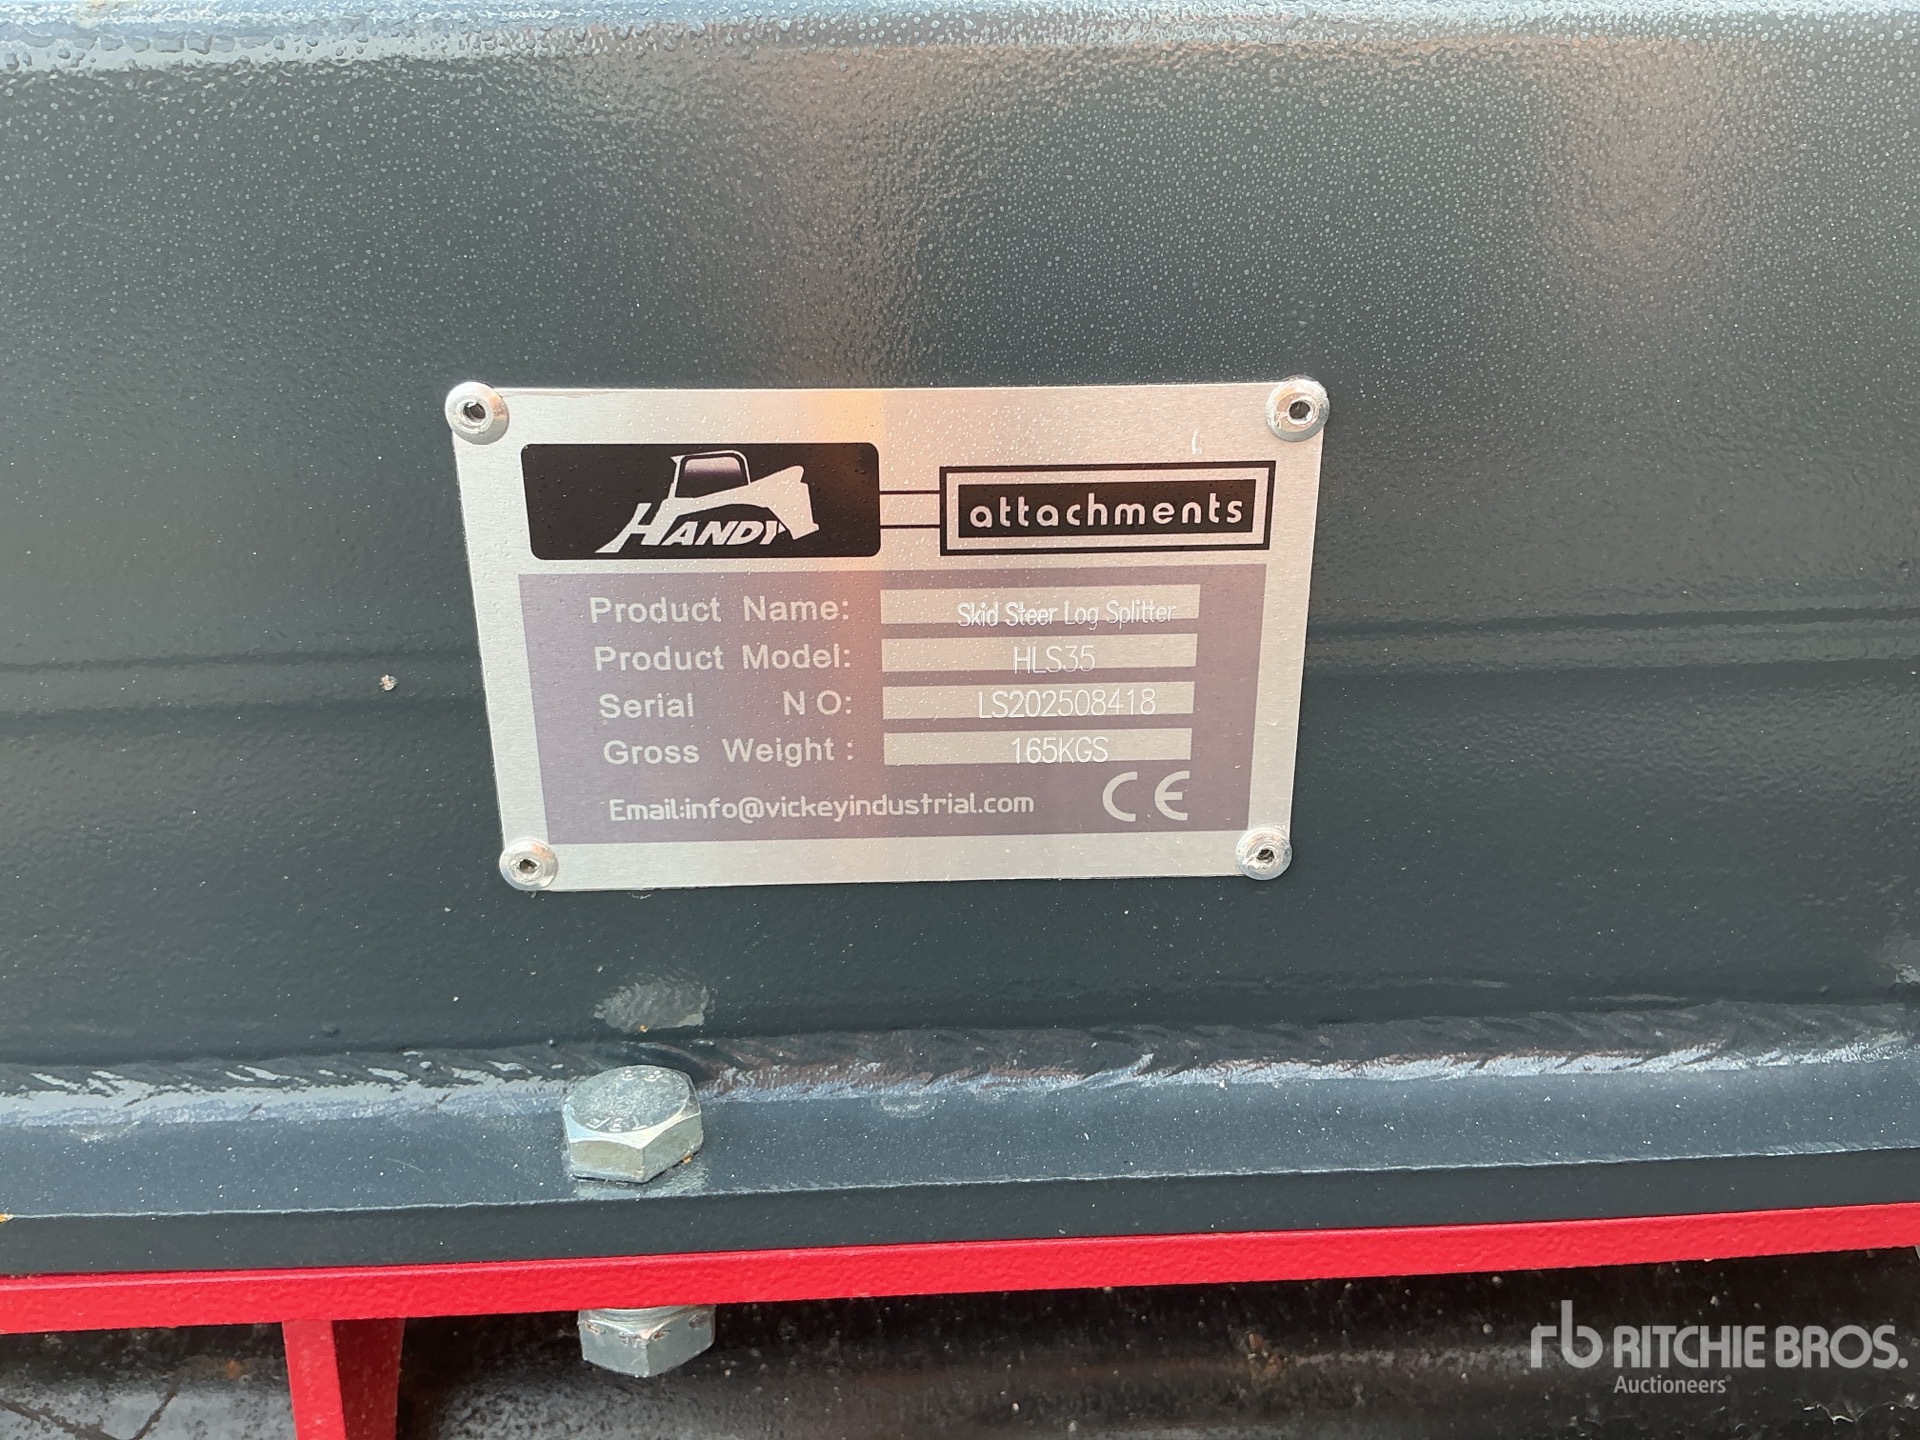 HANDY attachments
Product Name: Skid Steer Log Splitter
Product Model: HLS35
Serial NO: LS202508418
Gross Weight: 165KGS
Email:info@vickeyindustrial.com CE
rb RITCHIE BROS.
Auctioneers